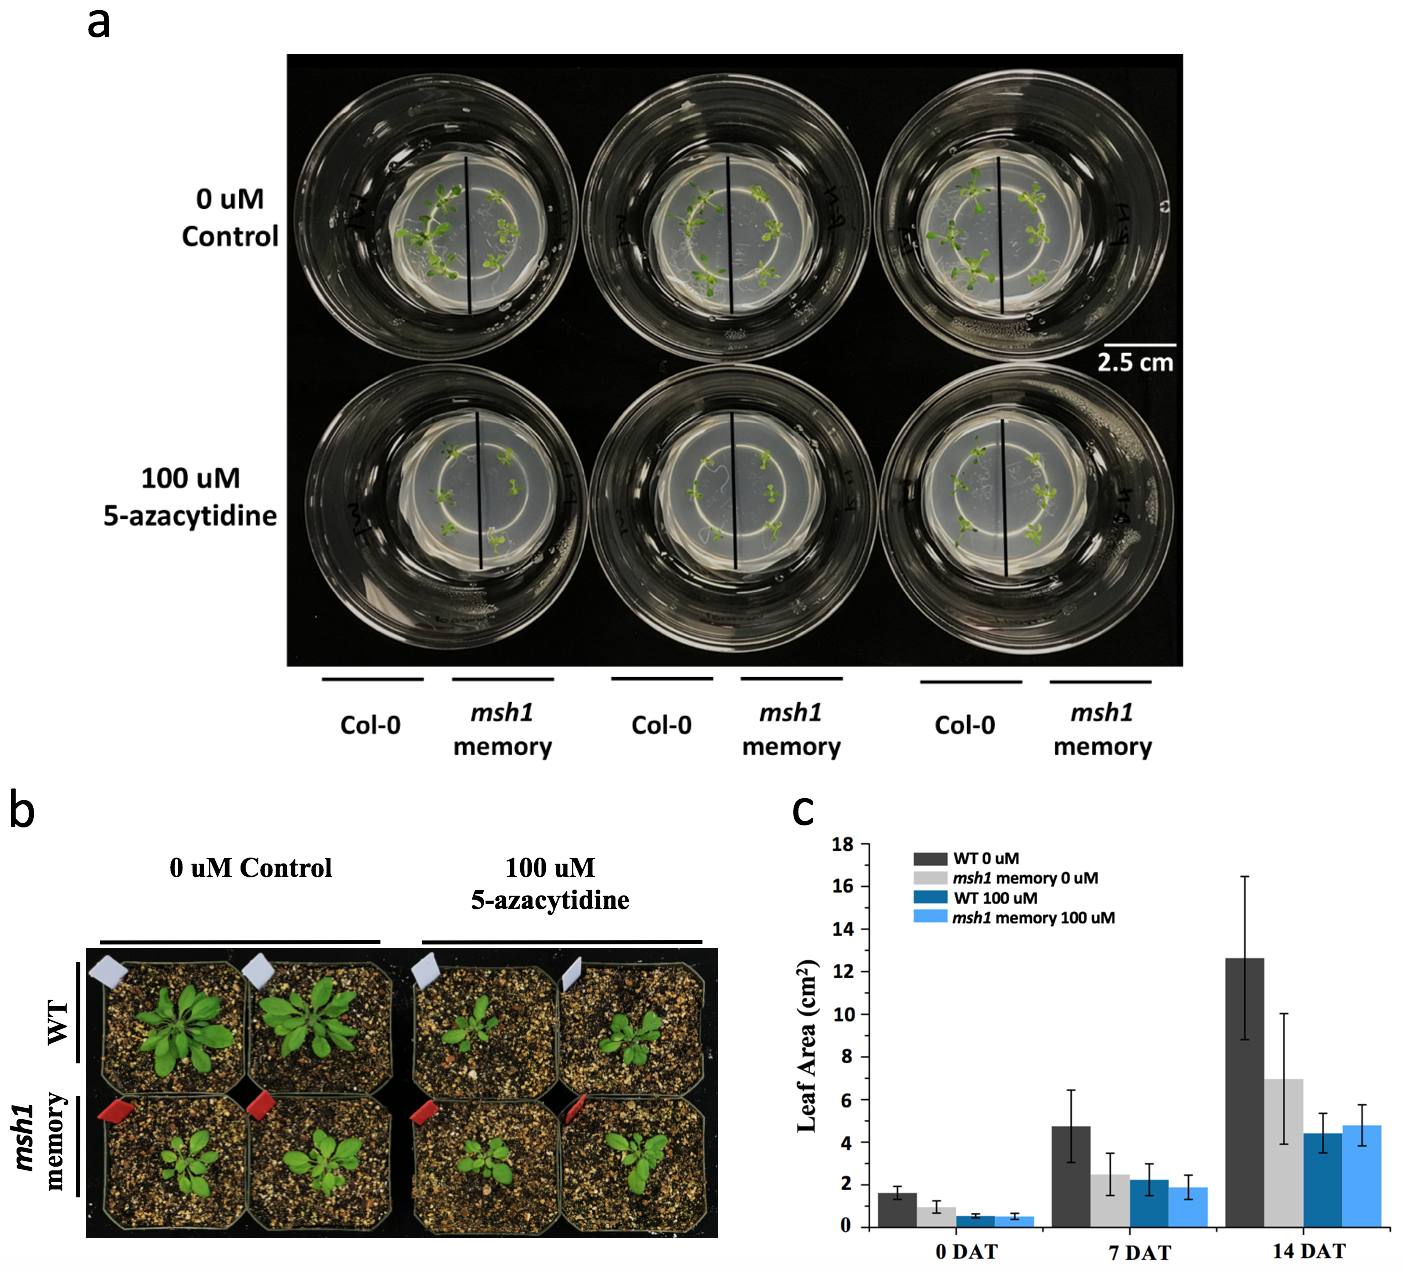 a
0 uM
Control
2.5 cm
100 uM
5-azacytidine
Col-0
msh1
memory
Col-0
msh1
memory
Col-0
msh1
memory
b
0 uM Control
100 uM
5-azacytidine
WT
msh1
memory
c
18
16
14
12
10
8
6
4
2
0
Leaf Area (cm²)
WT 0 uM
msh1 memory 0 uM
WT 100 uM
msh1 memory 100 uM
0 DAT
7 DAT
14 DAT